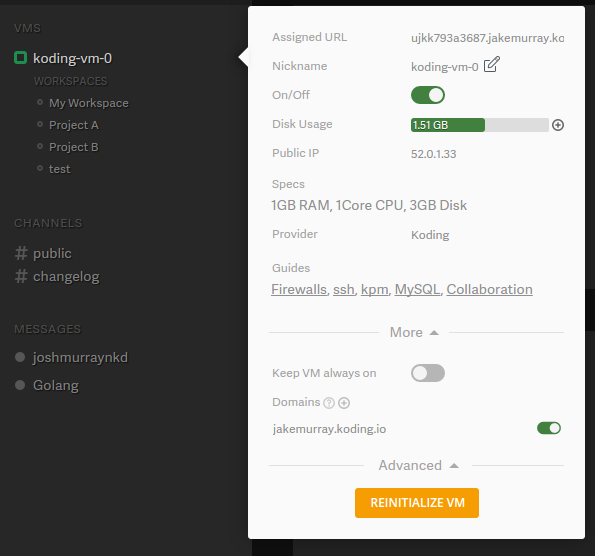 VMS
koding-vm-0
WORKSPACES
My Workspace
Project A
Project B
test
CHANNELS
# public
# changelog
MESSAGES
joshmurraynkd
Golang
Assigned URL ujkk793a3687.jakemurray.ko
Nickname koding-vm-0
On/Off
Disk Usage 1.51 GB
Public IP 52.0.1.33
Specs
1GB RAM, 1Core CPU, 3GB Disk
Provider Koding
Guides
Firewalls, ssh, kpm, MySQL, Collaboration
More
Keep VM always on
Domains ?
jakemurray.koding.io
Advanced
REINITIALIZE VM